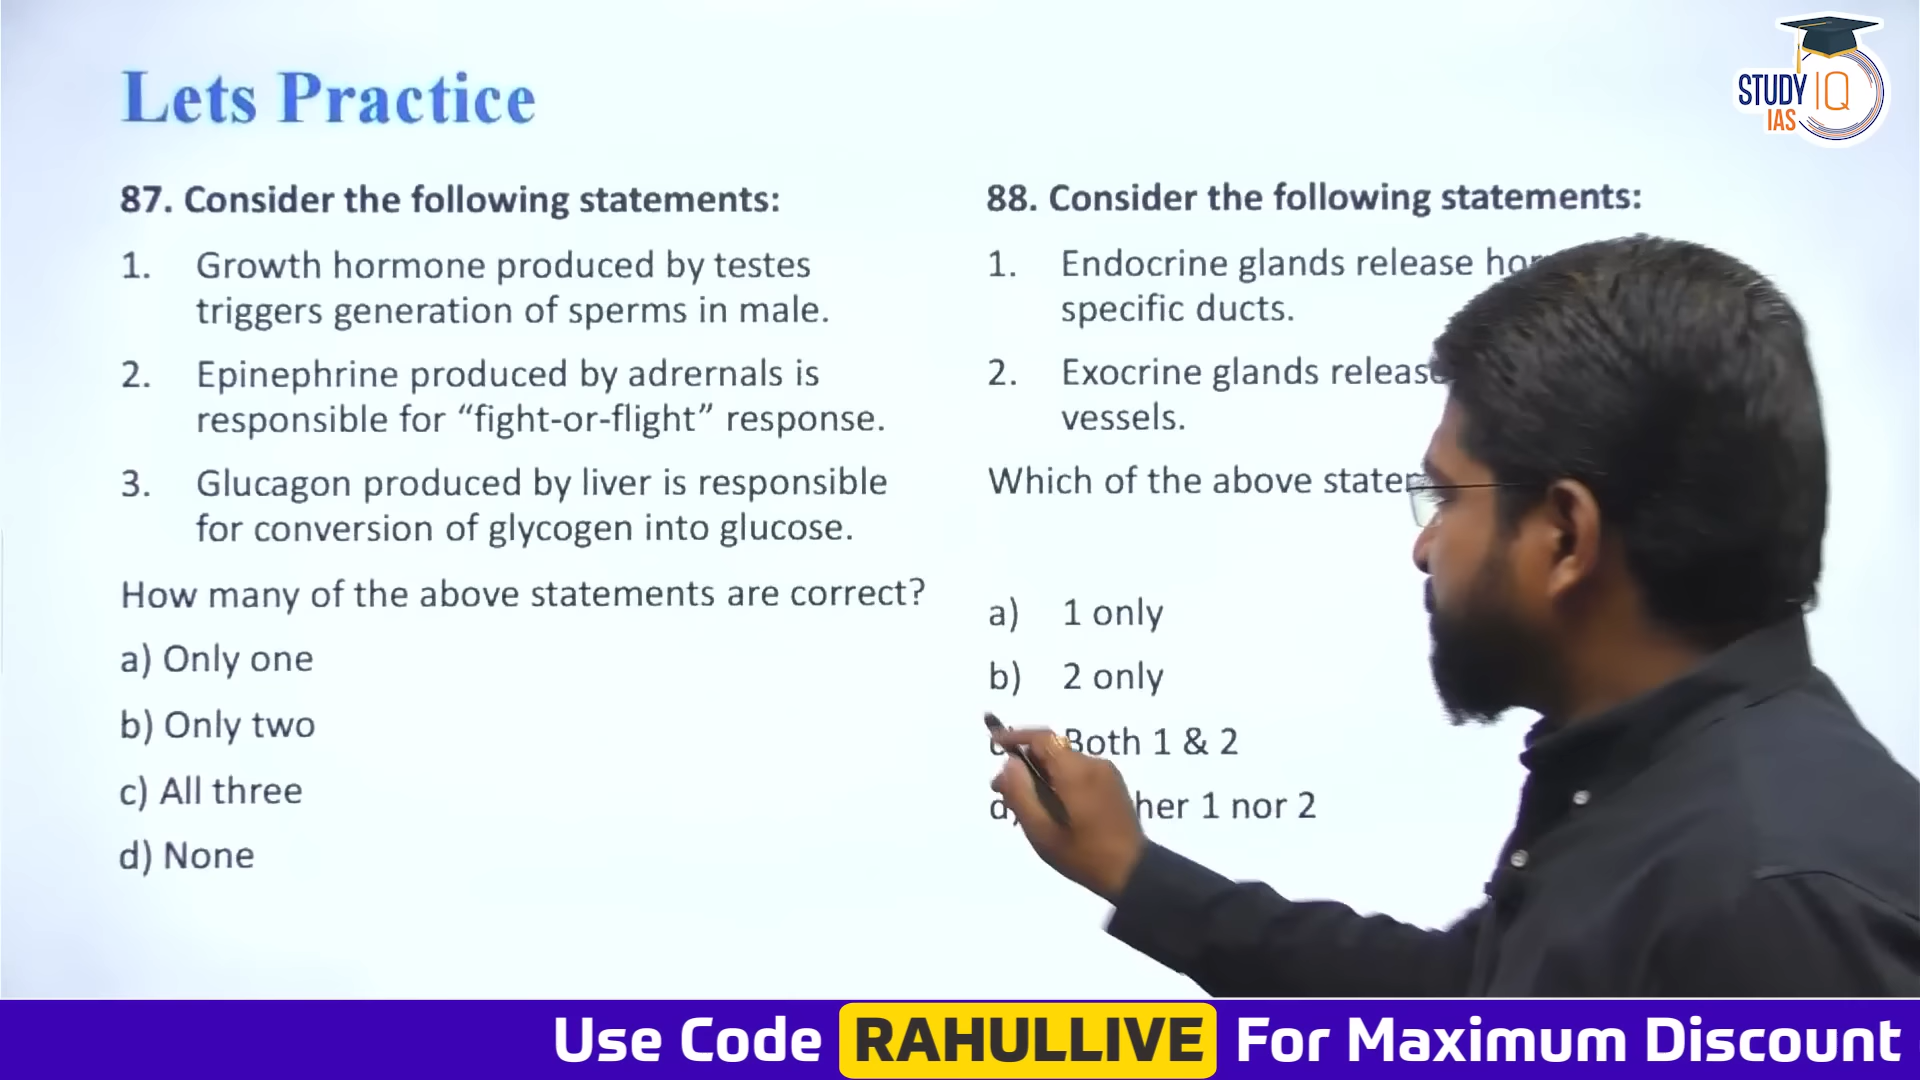 Lets Practice
STUDY IQ
IAS
87. Consider the following statements:
1. Growth hormone produced by testes
triggers generation of sperms in male.
2. Epinephrine produced by adrernals is
responsible for “fight-or-flight” response.
3. Glucagon produced by liver is responsible
for conversion of glycogen into glucose.
How many of the above statements are correct?
a) Only one
b) Only two
c) All three
d) None
88. Consider the following statements:
1. Endocrine glands release
specific ducts.
2. Exocrine glands
vessels.
Which of the above
a) 1 only
b) 2 only
Both 1 & 2
1 nor 2
Use Code RAHULLIVE For Maximum Discount